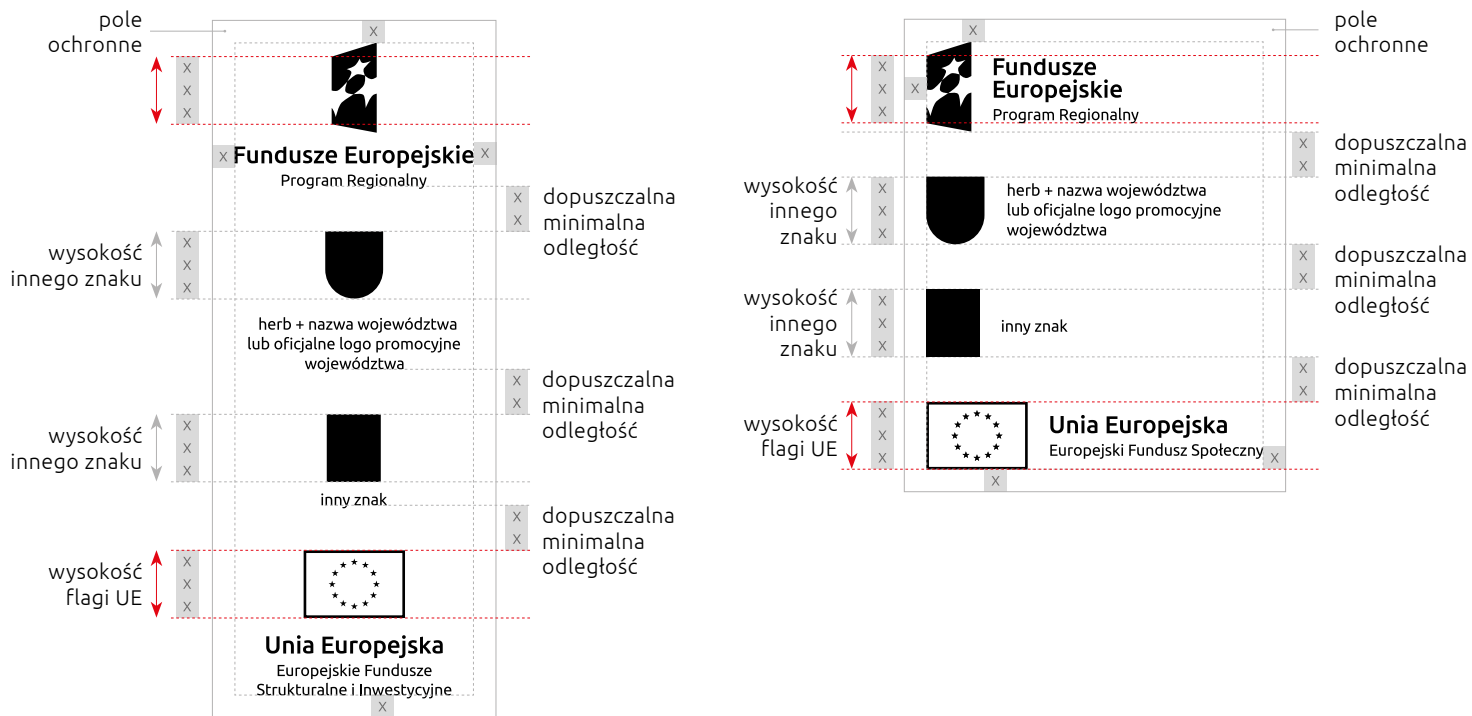 pole
ochronne
X
X
X
X
X
Fundusze Europejskie
X
Program Regionalny
X
X
dopuszczalna
minimalna
odległość
wysokość
innego znaku
X
X
X
herb + nazwa województwa
lub oficjalne logo promocyjne
województwa
X
X
dopuszczalna
minimalna
odległość
wysokość
innego znaku
X
X
X
inny znak
X
X
dopuszczalna
minimalna
odległość
wysokość
flagi UE
X
X
X
Unia Europejska
Europejskie Fundusze
Strukturalne i Inwestycyjne
X
pole
ochronne
X
X
X
X
X
Fundusze
Europejskie
Program Regionalny
X
X
dopuszczalna
minimalna
odległość
wysokość
innego
znaku
X
X
X
herb + nazwa województwa
lub oficjalne logo promocyjne
województwa
X
X
dopuszczalna
minimalna
odległość
wysokość
innego
znaku
X
X
X
inny znak
X
X
dopuszczalna
minimalna
odległość
wysokość
flagi UE
X
X
X
Unia Europejska
Europejski Fundusz Społeczny
X
X